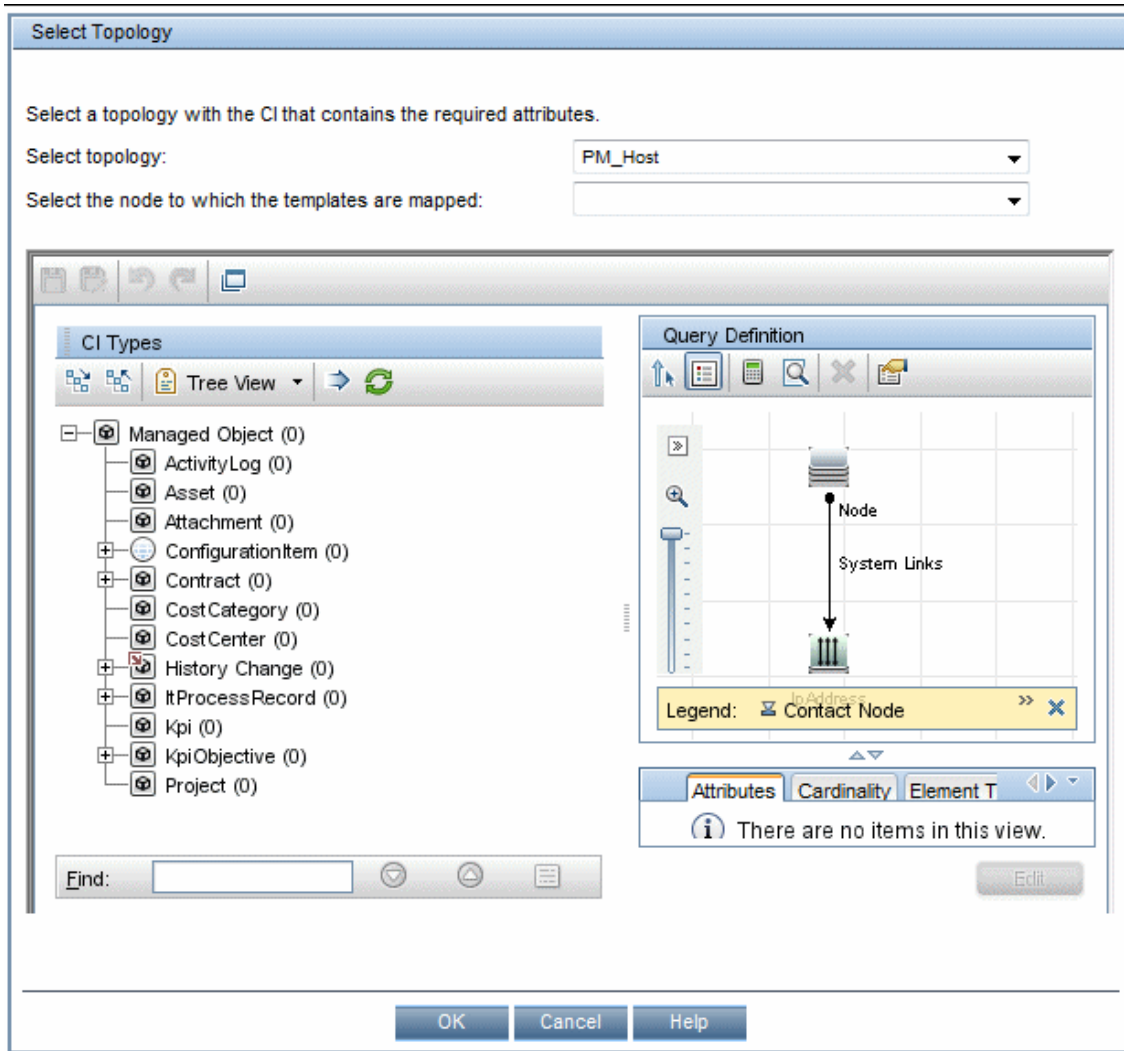 Select Topology
Select a topology with the CI that contains the required attributes.
Select topology:
PM_Host
Select the node to which the templates are mapped:
CI Types
Tree View
Managed Object (0)
ActivityLog (0)
Asset (0)
Attachment (0)
ConfigurationItem (0)
Contract (0)
CostCategory (0)
CostCenter (0)
History Change (0)
ItProcessRecord (0)
Kpi (0)
KpiObjective (0)
Project (0)
Find:
Query Definition
Node
System Links
IpAddress
Legend: Contact Node
Attributes Cardinality Element T
There are no items in this view.
Edit
OK Cancel Help